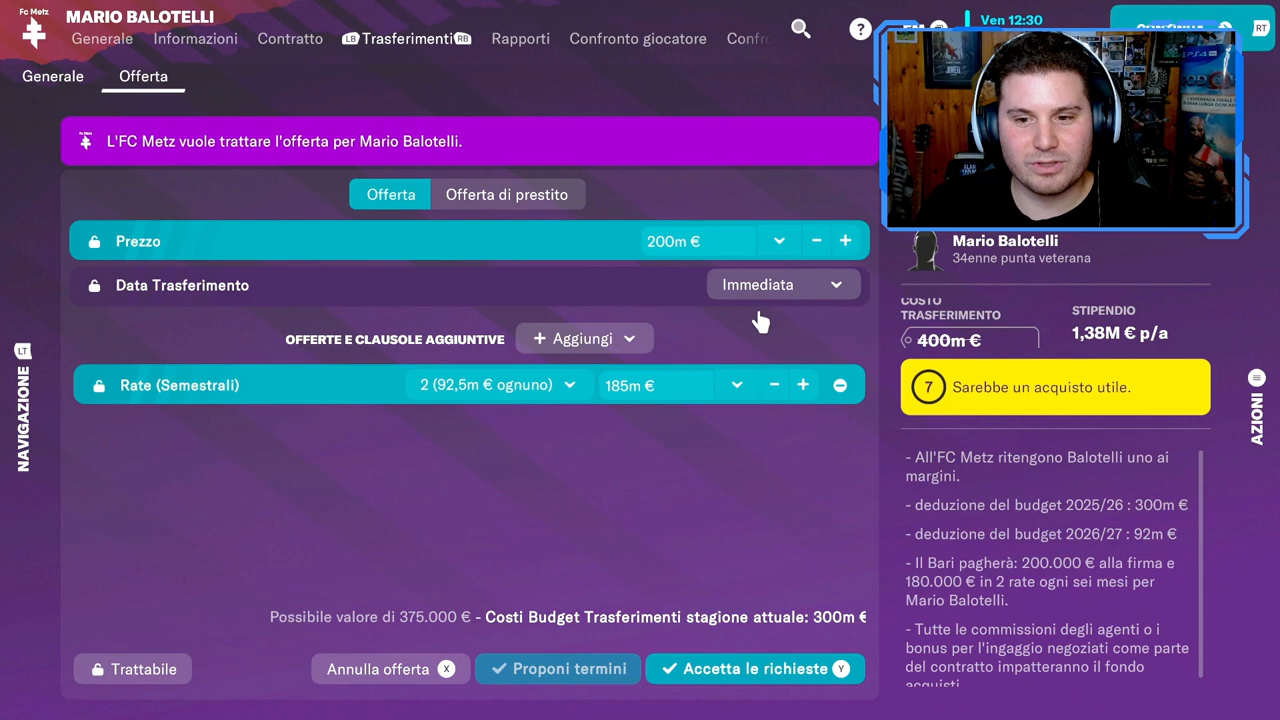 Fc Metz
MARIO BALOTELLI
Generale Informazioni Contratto LB Trasferimenti RB Rapporti Confronto giocatore
Ven 12:30
RT
Generale Offerta
L'FC Metz vuole trattare l'offerta per Mario Balotelli.
Offerta Offerta di prestito
Prezzo 200m €
Data Trasferimento Immediata
OFFERTE E CLAUSOLE AGGIUNTIVE + Aggiungi
Rate (Semestrali) 2 (92,5m € ognuno) 185m €
Possibile valore di 375.000 € - Costi Budget Trasferimenti stagione attuale: 300m €
Trattabile Annulla offerta X Proponi termini Accetta le richieste Y
LT
NAVIGAZIONE
JOKER
PS4
Mario Balotelli
34enne punta veterana
COSTO
TRASFERIMENTO
400m €
STIPENDIO
1,38M € p/a
7 Sarebbe un acquisto utile.
- All'FC Metz ritengono Balotelli uno ai
margini.
- deduzione del budget 2025/26 : 300m €
- deduzione del budget 2026/27 : 92m €
- Il Bari pagherà: 200.000 € alla firma e
180.000 € in 2 rate ogni sei mesi per
Mario Balotelli.
- Tutte le commissioni degli agenti o i
bonus per l'ingaggio negoziati come parte
del contratto impatteranno il fondo
acquisti.
AZIONI